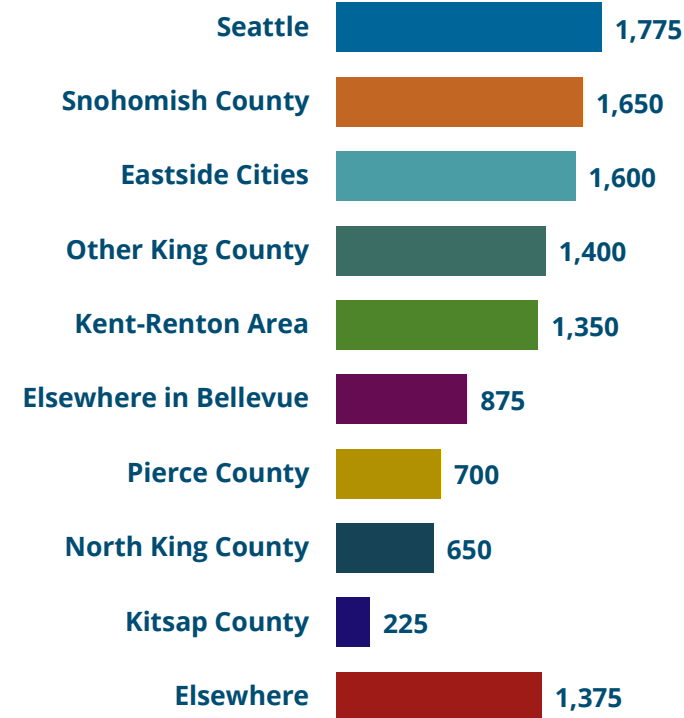 Seattle 1,775
Snohomish County 1,650
Eastside Cities 1,600
Other King County 1,400
Kent-Renton Area 1,350
Elsewhere in Bellevue 875
Pierce County 700
North King County 650
Kitsap County 225
Elsewhere 1,375